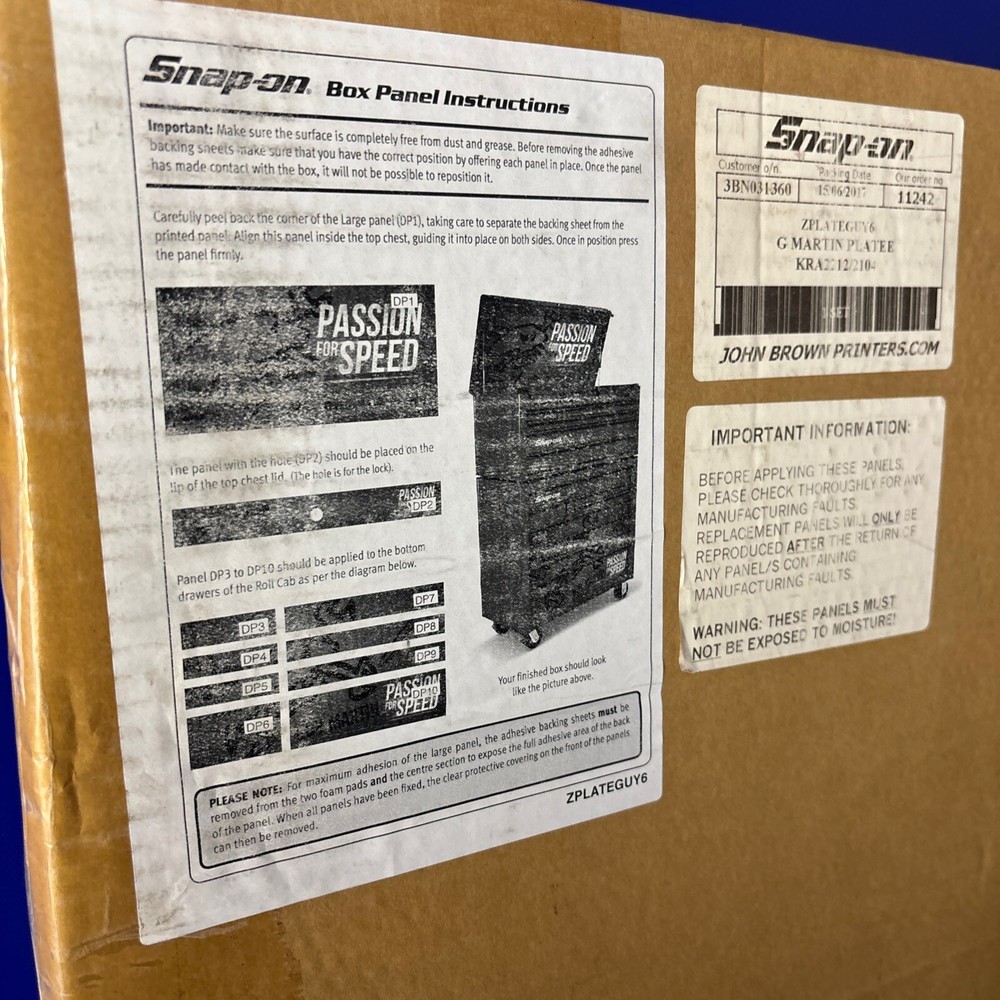 Snap-on® Box Panel Instructions
Important: Make sure the surface is completely free from dust and grease. Before removing the adhesive
backing sheets make sure that you have the correct position by offering each panel in place. Once the panel
has made contact with the box, it will not be possible to reposition it.
Carefully peel back the corner of the Large panel (DP1), taking care to separate the backing sheet from the
printed panel. Align this panel inside the top chest, guiding it into place on both sides. Once in position press
the panel firmly.
DP1
PASSION
FOR SPEED
The panel with the hole (DP2) should be placed on the
lip of the top chest lid. (The hole is for the lock).
PASSION
DP2
Panel DP3 to DP10 should be applied to the bottom
drawers of the Roll Cab as per the diagram below.
DP3
DP4
DP5
DP6
DP7
DP8
DP9
PASSION
DP10
FOR SPEED
PASSION
FOR SPEED
Snap-on
Snap-on
PASSION
FOR SPEED
Your finished box should look
like the picture above.
PLEASE NOTE: For maximum adhesion of the large panel, the adhesive backing sheets must be
removed from the two foam pads and the centre section to expose the full adhesive area of the back
of the panel. When all panels have been fixed, the clear protective covering on the front of the panels
can then be removed.
ZPLATEGUY6
Snap-on
Customer o/n. Packing Date Our order no
3BN031360 15/06/2017 11242
ZPLATEGUY6
G MARTIN PLATEE
KRA2212/210
1 SET
JOHN BROWN PRINTERS.COM
IMPORTANT INFORMATION:
BEFORE APPLYING THESE PANELS,
PLEASE CHECK THOROUGHLY FOR ANY
MANUFACTURING FAULTS.
REPLACEMENT PANELS WILL ONLY BE
REPRODUCED AFTER THE RETURN OF
ANY PANEL/S CONTAINING
MANUFACTURING FAULTS.
WARNING: THESE PANELS MUST
NOT BE EXPOSED TO MOISTURE!